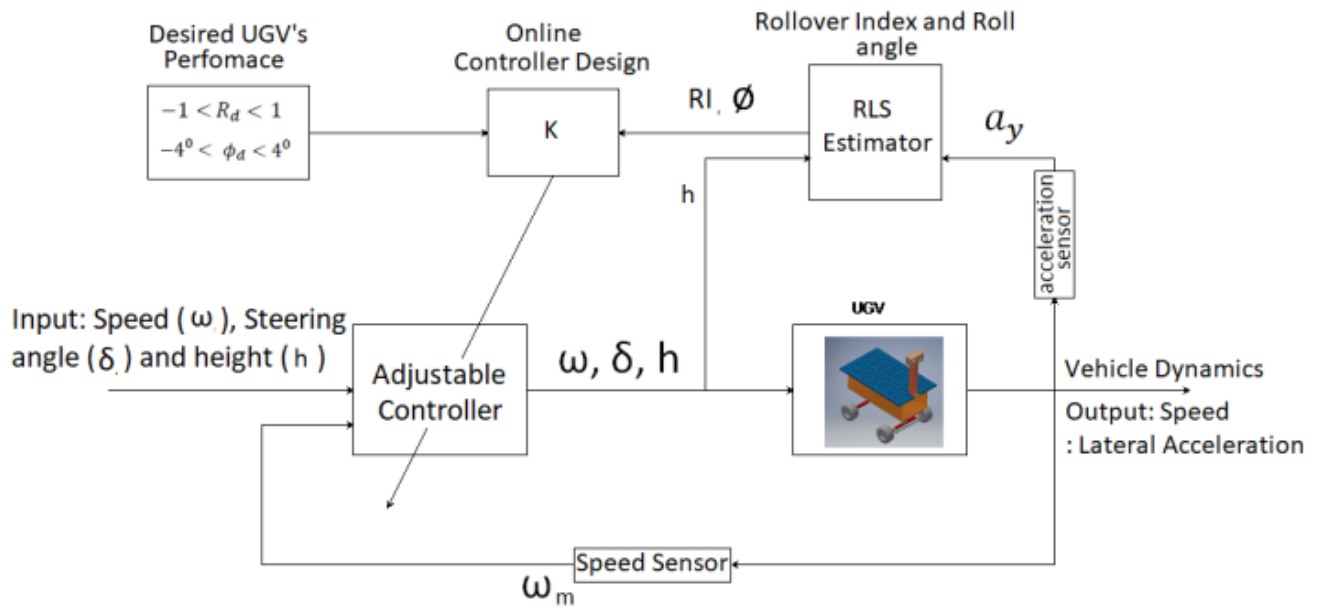 Desired UGV's
Perfomace
−1 < R_d < 1
−4⁰ < ϕ_d < 4⁰
Online
Controller Design
K
Rollover Index and Roll
angle
RI, Ø
RLS
Estimator
a_y
h
acceleration
sensor
Input: Speed (ω), Steering
angle (δ) and height (h)
Adjustable
Controller
ω, δ, h
UGV
Vehicle Dynamics
Output: Speed
: Lateral Acceleration
Speed Sensor
ω_m